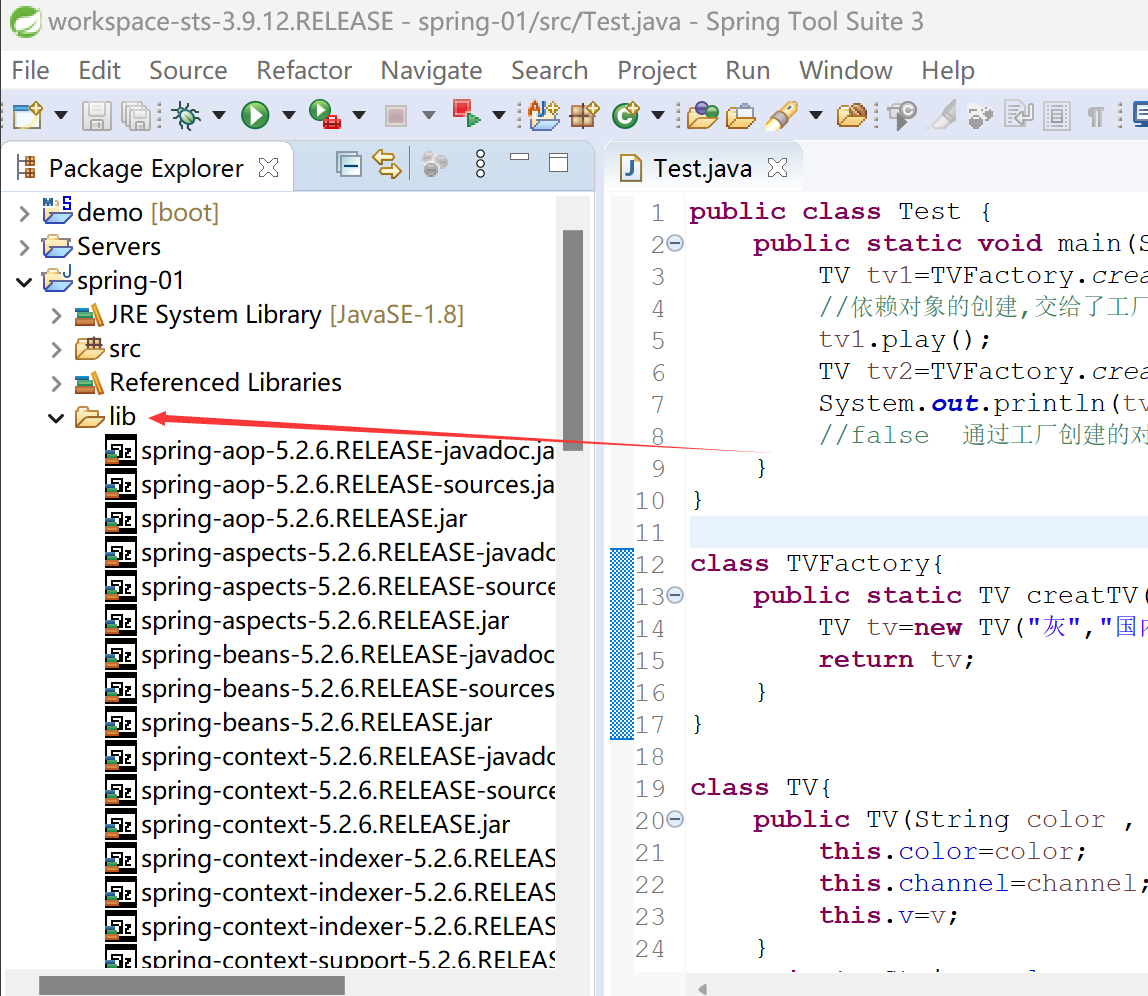 workspace-sts-3.9.12.RELEASE - spring-01/src/Test.java - Spring Tool Suite 3
File Edit Source Refactor Navigate Search Project Run Window Help
Package Explorer
demo [boot]
Servers
spring-01
JRE System Library [JavaSE-1.8]
src
Referenced Libraries
lib
spring-aop-5.2.6.RELEASE-javadoc.ja
spring-aop-5.2.6.RELEASE-sources.ja
spring-aop-5.2.6.RELEASE.jar
spring-aspects-5.2.6.RELEASE-javadc
spring-aspects-5.2.6.RELEASE-source
spring-aspects-5.2.6.RELEASE.jar
spring-beans-5.2.6.RELEASE-javadoc
spring-beans-5.2.6.RELEASE-sources
spring-beans-5.2.6.RELEASE.jar
spring-context-5.2.6.RELEASE-javadc
spring-context-5.2.6.RELEASE-source
spring-context-5.2.6.RELEASE.jar
spring-context-indexer-5.2.6.RELEAS
spring-context-indexer-5.2.6.RELEAS
spring-context-indexer-5.2.6.RELEAS
spring-context-support-5.2.6.RELEAS
Test.java
1 public class Test {
2 public static void main(S
3 TV tv1=TVFactory.crea
4 //依赖对象的创建,交给了工厂
5 tv1.play();
6 TV tv2=TVFactory.crea
7 System.out.println(tv
8 //false 通过工厂创建的对
9 }
10 }
11
12 class TVFactory{
13 public static TV creatTV(
14 TV tv=new TV("灰","国内
15 return tv;
16 }
17 }
18
19 class TV{
20 public TV(String color ,
21 this.color=color;
22 this.channel=channel;
23 this.v=v;
24 }